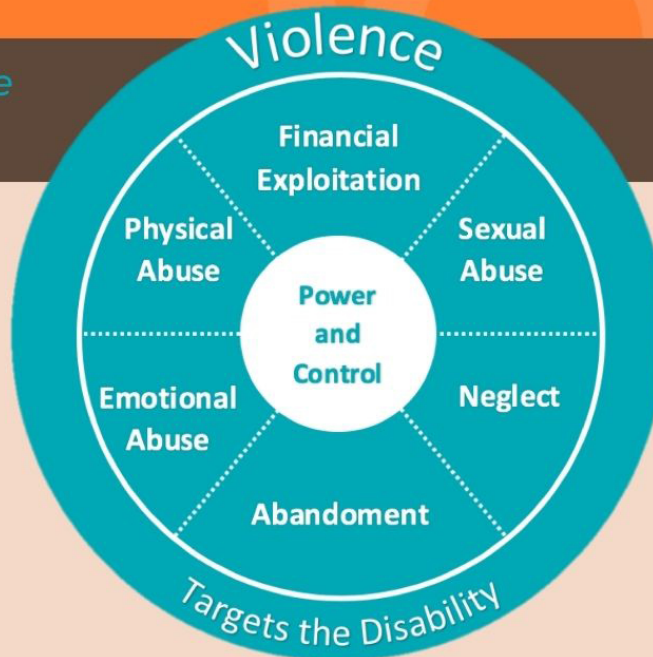 Violence
e
Financial
Exploitation
Physical
Abuse
Sexual
Abuse
Power
and
Control
Emotional
Abuse
Neglect
Abandoment
Targets the Disability